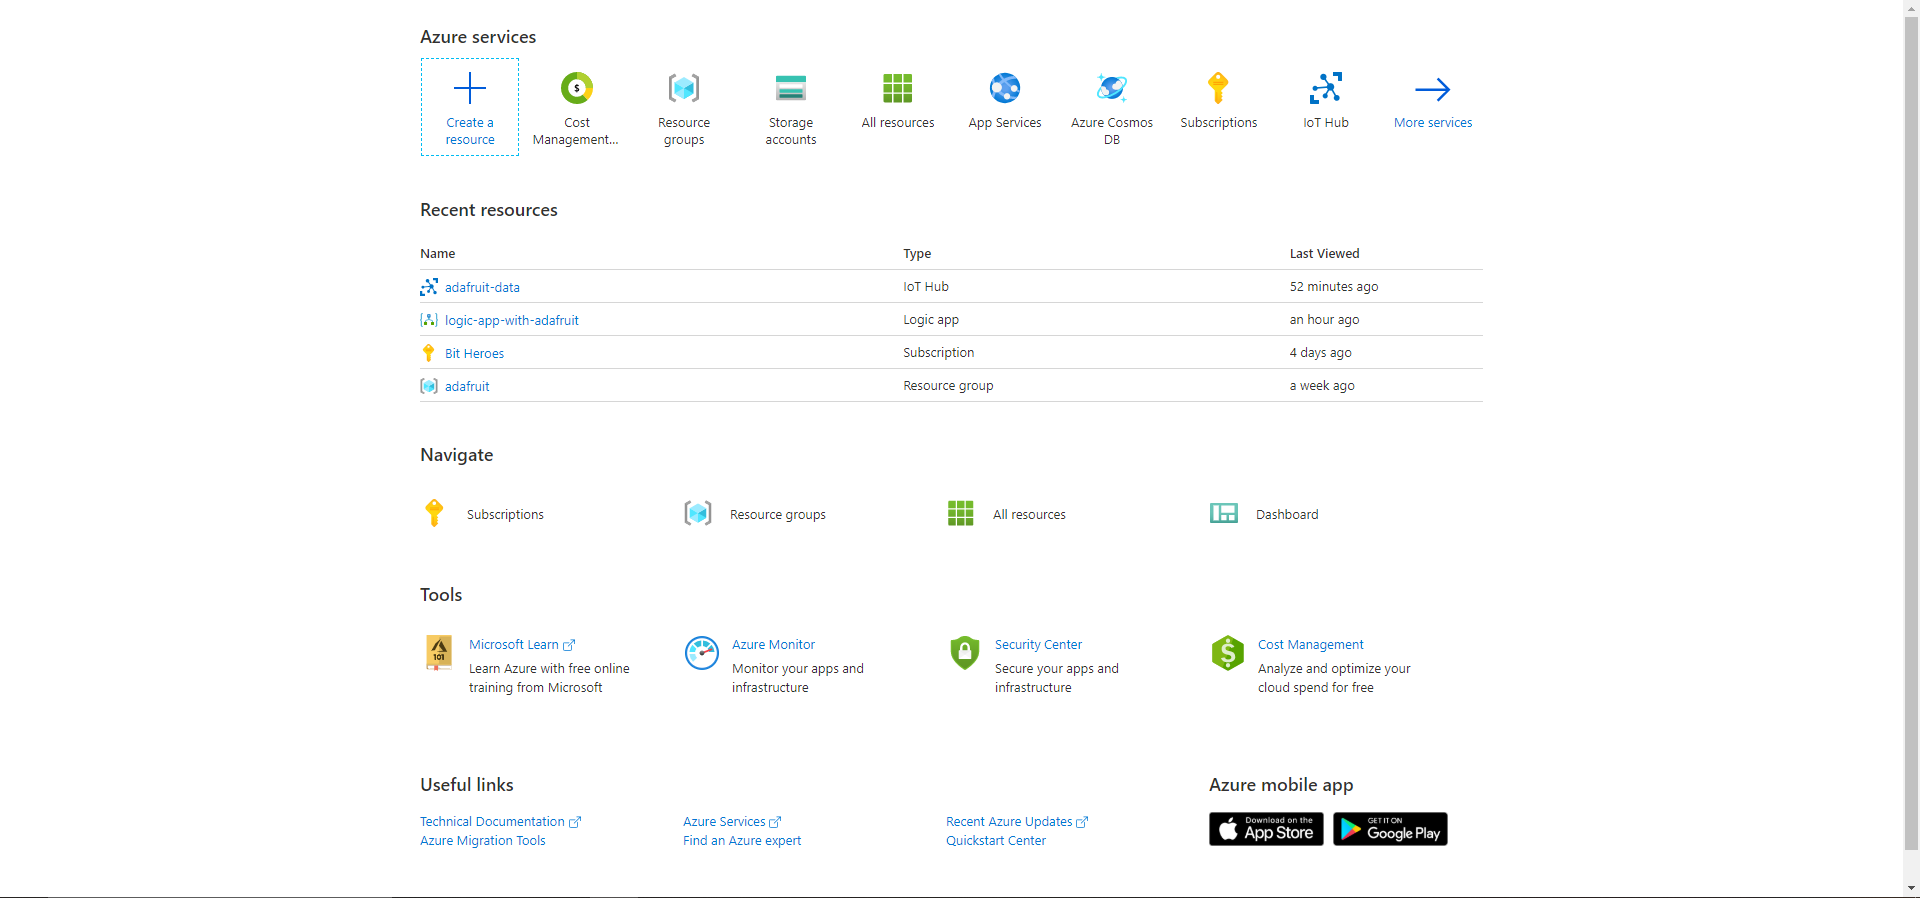 Azure services
Create a resource
Cost Management...
Resource groups
Storage accounts
All resources
App Services
Azure Cosmos DB
Subscriptions
IoT Hub
More services
Recent resources
Name Type Last Viewed
adafruit-data IoT Hub 52 minutes ago
logic-app-with-adafruit Logic app an hour ago
Bit Heroes Subscription 4 days ago
adafruit Resource group a week ago
Navigate
Subscriptions Resource groups All resources Dashboard
Tools
Microsoft Learn
Learn Azure with free online
training from Microsoft
Azure Monitor
Monitor your apps and
infrastructure
Security Center
Secure your apps and
infrastructure
Cost Management
Analyze and optimize your
cloud spend for free
Useful links
Technical Documentation
Azure Migration Tools
Azure Services
Find an Azure expert
Recent Azure Updates
Quickstart Center
Azure mobile app
Download on the
App Store
GET IT ON
Google Play
$
101
$